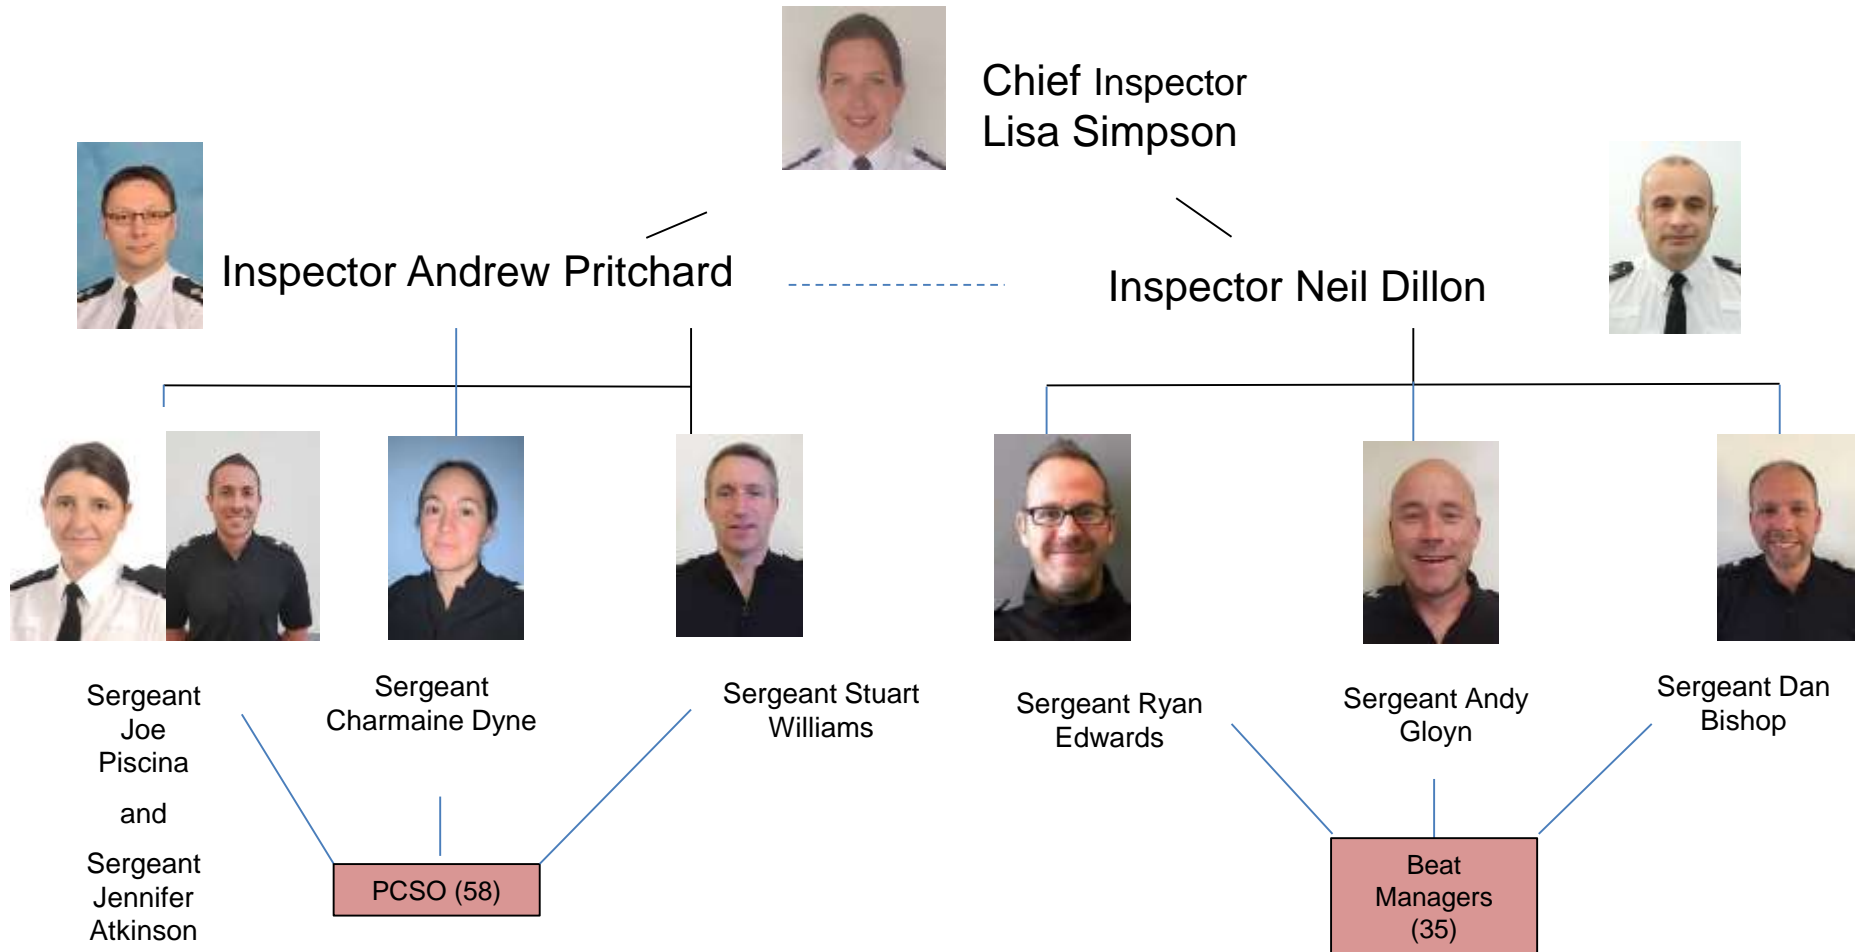 Chief Inspector
Lisa Simpson
Inspector Andrew Pritchard
Inspector Neil Dillon
Sergeant
Joe
Piscina
and
Sergeant
Jennifer
Atkinson
Sergeant
Charmaine Dyne
Sergeant Stuart
Williams
Sergeant Ryan
Edwards
Sergeant Andy
Gloyn
Sergeant Dan
Bishop
PCSO (58)
Beat
Managers
(35)